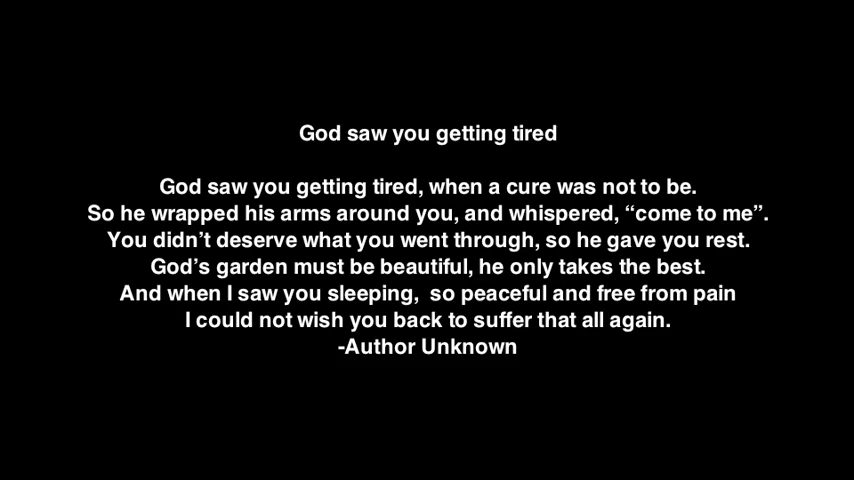 God saw you getting tired
God saw you getting tired, when a cure was not to be.
So he wrapped his arms around you, and whispered, “come to me”.
You didn’t deserve what you went through, so he gave you rest.
God’s garden must be beautiful, he only takes the best.
And when I saw you sleeping,  so peaceful and free from pain
I could not wish you back to suffer that all again.
-Author Unknown